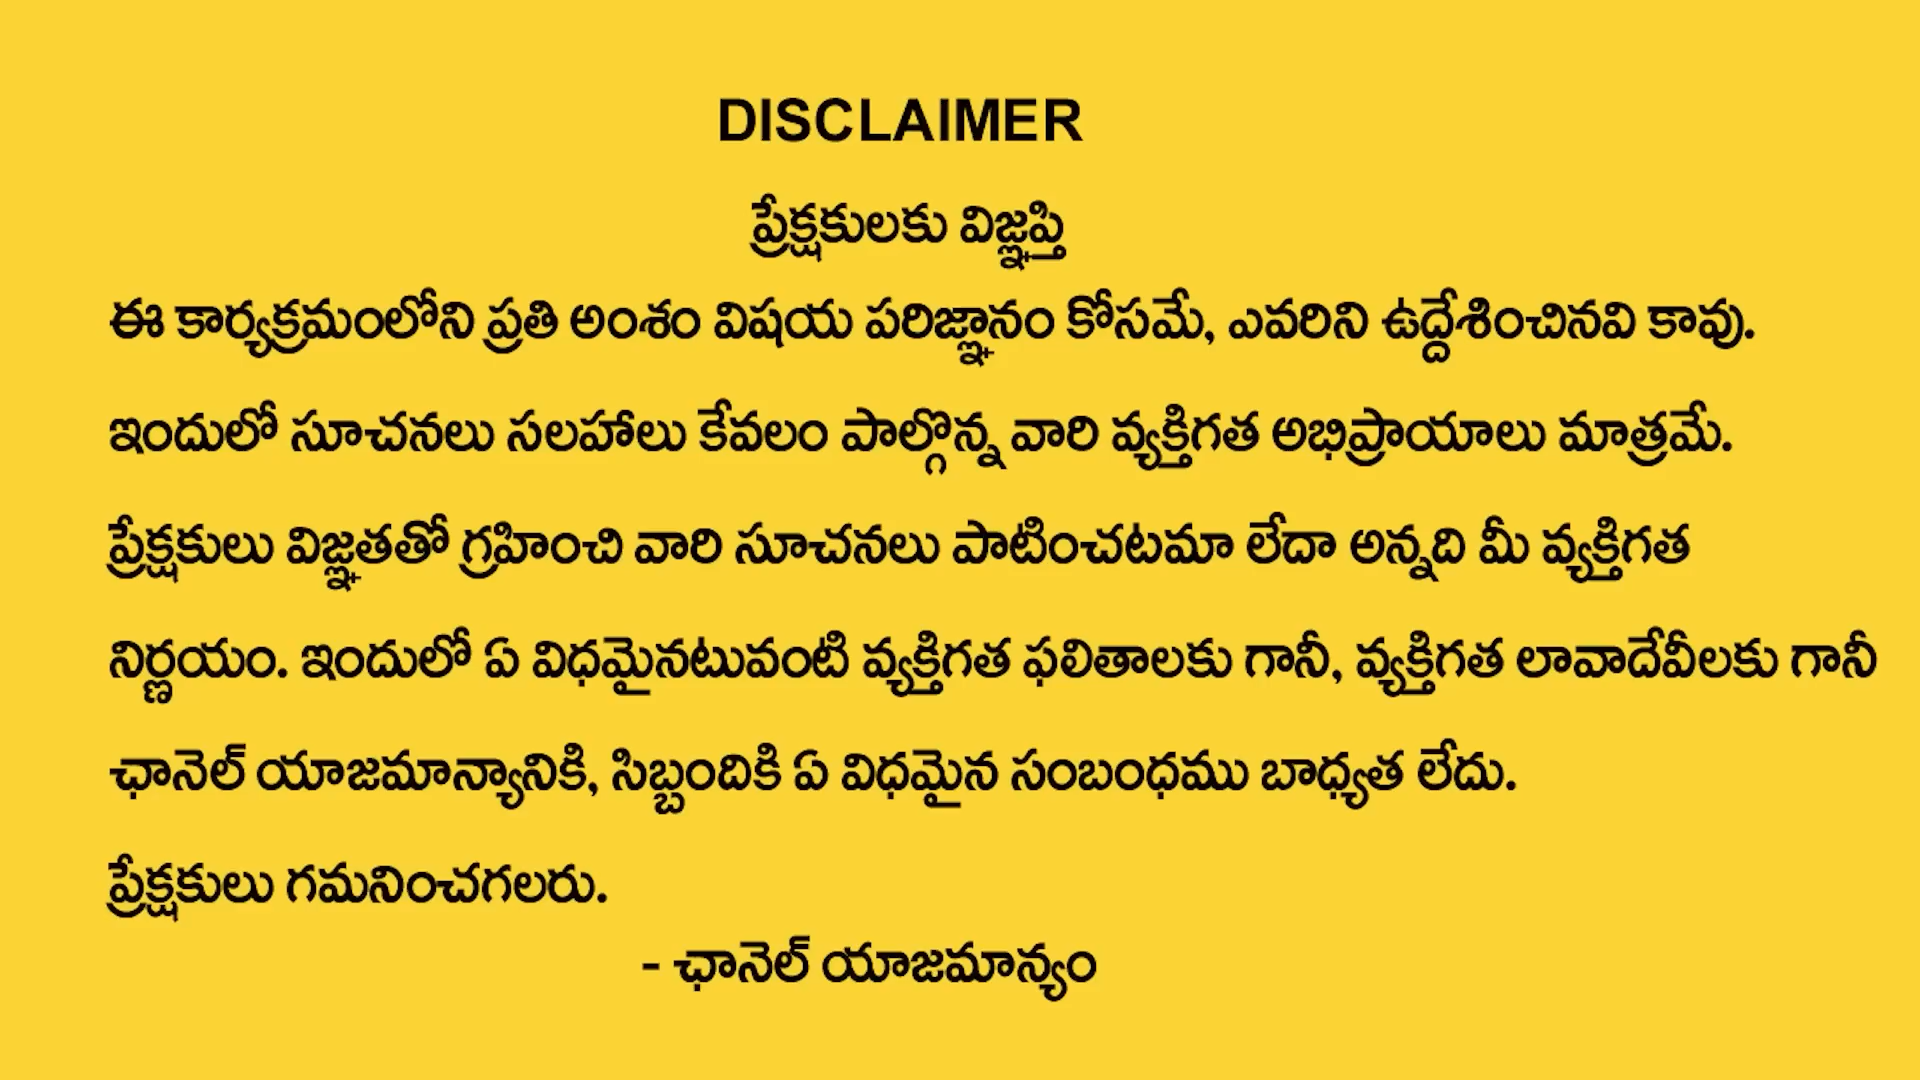 DISCLAIMER
ప్రేక్షకులకు విజ్ఞప్తి
ఈ కార్యక్రమంలోని ప్రతి అంశం విషయ పరిజ్ఞానం కోసమే, ఎవరిని ఉద్దేశించినవి కావు.
ఇందులో సూచనలు సలహాలు కేవలం పాల్గొన్న వారి వ్యక్తిగత అభిప్రాయాలు మాత్రమే.
ప్రేక్షకులు విజ్ఞతతో గ్రహించి వారి సూచనలు పాటించటమా లేదా అన్నది మీ వ్యక్తిగత
నిర్ణయం. ఇందులో ఏ విధమైనటువంటి వ్యక్తిగత ఫలితాలకు గానీ, వ్యక్తిగత లావాదేవీలకు గానీ
ఛానెల్ యాజమాన్యానికి, సిబ్బందికి ఏ విధమైన సంబంధము బాధ్యత లేదు.
ప్రేక్షకులు గమనించగలరు.
- ఛానెల్ యాజమాన్యం